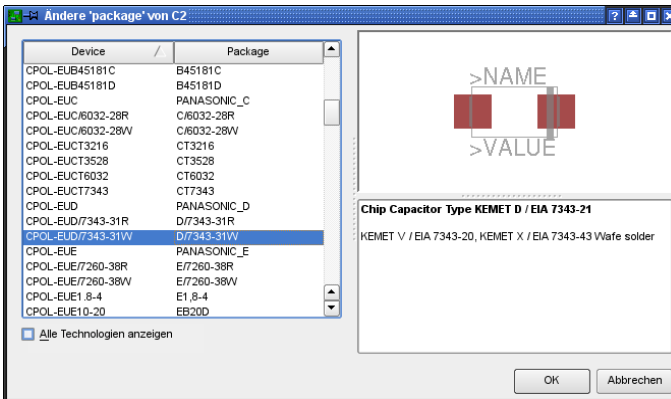 Ändere 'package' von C2
Device Package
CPOL-EUB45181C B45181C
CPOL-EUB45181D B45181D
CPOL-EUC PANASONIC_C
CPOL-EUC/6032-28R C/6032-28R
CPOL-EUC/6032-28W C/6032-28W
CPOL-EUCT3216 CT3216
CPOL-EUCT3528 CT3528
CPOL-EUCT6032 CT6032
CPOL-EUCT7343 CT7343
CPOL-EUD PANASONIC_D
CPOL-EUD/7343-31R D/7343-31R
CPOL-EUD/7343-31W D/7343-31W
CPOL-EUE PANASONIC_E
CPOL-EUE/7260-38R E/7260-38R
CPOL-EUE/7260-38W E/7260-38W
CPOL-EUE1.8-4 E1,8-4
CPOL-EUE10-20 EB20D
Alle Technologien anzeigen
>NAME
>VALUE
Chip Capacitor Type KEMET D / EIA 7343-21
KEMET V / EIA 7343-20, KEMET X / EIA 7343-43 Wafe solder
OK Abbrechen